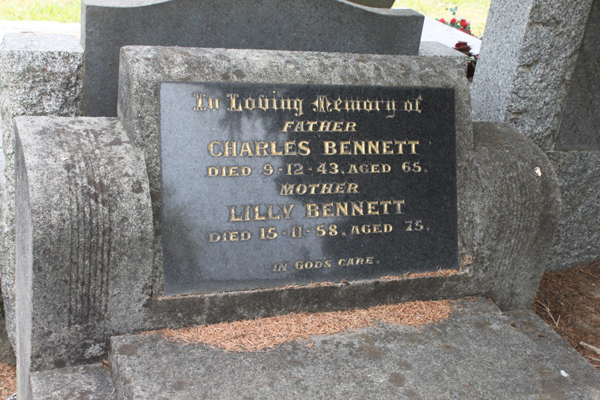 In Loving Memory of
FATHER
CHARLES BENNETT
DIED 9-12-43, AGED 68.
MOTHER
LILLY BENNETT
DIED 15-11-58, AGED 75.
IN GOD'S CARE.